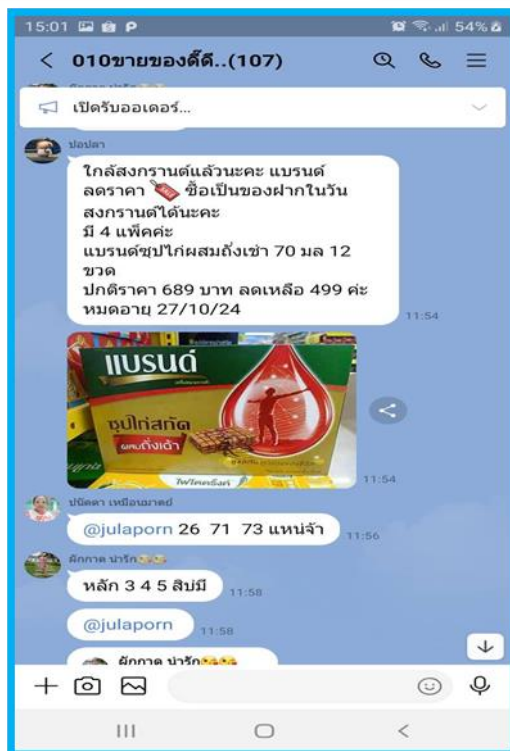 15:01
54%
010ขายของดี๊ดี..(107)
เปิดรับออเดอร์...
ปอปลา
ใกล้สงกรานต์แล้วนะคะ แบรนด์
ลดราคา ซื้อเป็นของฝากในวัน
สงกรานต์ได้นะคะ
มี 4 แพ็คค่ะ
แบรนด์ซุปไก่ผสมถั่งเช่า 70 มล 12
ขวด
ปกติราคา 689 บาท ลดเหลือ 499 ค่ะ
หมดอายุ 27/10/24
11:54
แบรนด์
ซุปไก่สกัด
ผสมถั่งเฉ้า
11:54
@julaporn 26 71 73 แหน่จ้า
11:56
ผักกาด น่ารัก
หลัก 3 4 5 สิบมี
11:58
@julaporn
11:58
ผักกาด น่ารัก